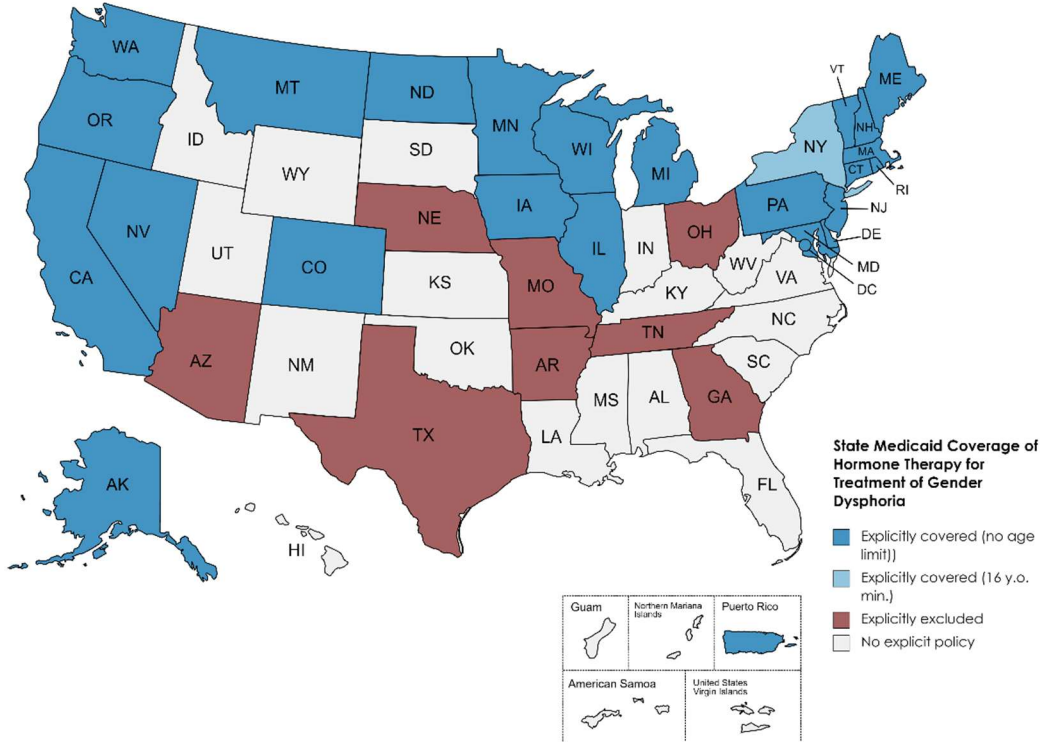 WA
MT
ND
MN
VT
ME
OR
ID
SD
WI
MI
NY
NH
MA
CT
RI
WY
NE
IA
PA
NJ
NV
UT
CO
IL
IN
OH
DE
MD
DC
CA
KS
MO
WV
VA
KY
NC
AZ
NM
OK
AR
TN
SC
TX
LA
MS
AL
GA
FL
AK
HI
State Medicaid Coverage of
Hormone Therapy for
Treatment of Gender
Dysphoria
Explicitly covered (no age
limit))
Explicitly covered (16 y.o.
min.)
Explicitly excluded
No explicit policy
Guam
Northern Mariana
Islands
Puerto Rico
American Samoa
United States
Virgin Islands